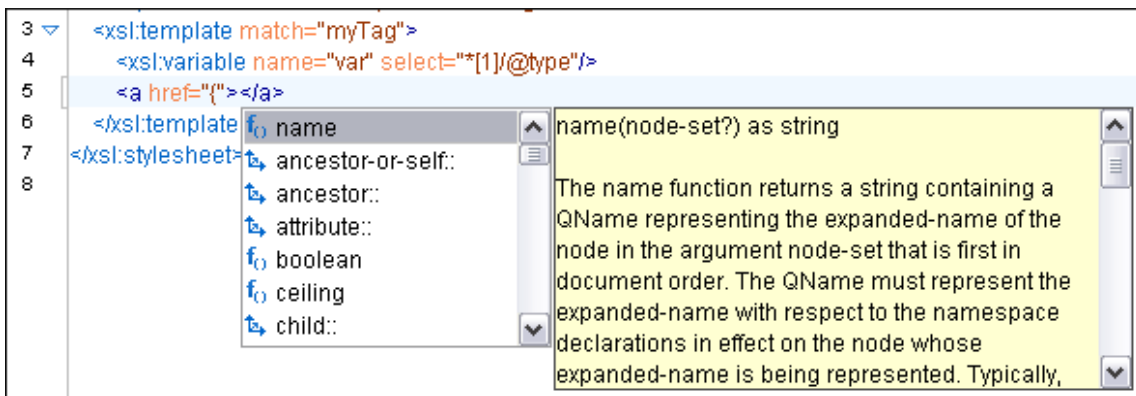 3 <xsl:template match="myTag">
4 <xsl:variable name="var" select="*[1]/@type"/>
5 <a href="{"></a>
6 </xsl:template
7 </xsl:stylesheet>
8
f() name
ancestor-or-self::
ancestor::
attribute::
f() boolean
f() ceiling
child::
name(node-set?) as string
The name function returns a string containing a
QName representing the expanded-name of the
node in the argument node-set that is first in
document order. The QName must represent the
expanded-name with respect to the namespace
declarations in effect on the node whose
expanded-name is being represented. Typically,